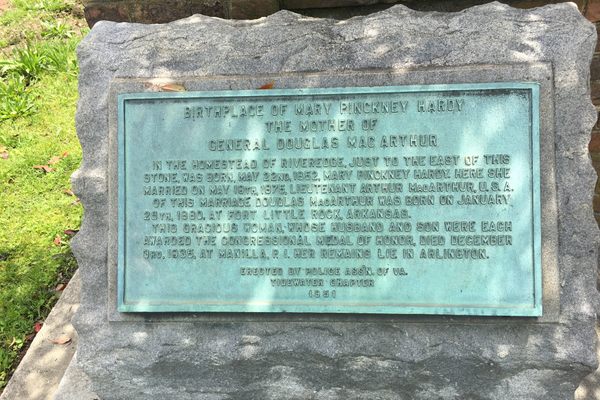 BIRTHPLACE OF MARY PINCKNEY HARDY
THE MOTHER OF
GENERAL DOUGLAS MAC ARTHUR
IN THE HOMESTEAD OF RIVEREDGE, JUST TO THE EAST OF THIS
STONE, WAS BORN, MAY 22ND, 1852, MARY PINCKNEY HARDY. HERE SHE
MARRIED ON MAY 19TH, 1875, LIEUTENANT ARTHUR MACARTHUR, U.S.A.
OF THIS MARRIAGE DOUGLAS MACARTHUR WAS BORN ON JANUARY
26TH, 1880, AT FORT LITTLE ROCK, ARKANSAS.
THIS GRACIOUS WOMAN, WHOSE HUSBAND AND SON WERE EACH
AWARDED THE CONGRESSIONAL MEDAL OF HONOR, DIED DECEMBER
3RD, 1935, AT MANILLA, P. I. HER REMAINS LIE IN ARLINGTON.
ERECTED BY POLICE ASS'N. OF VA.
TIDEWATER CHAPTER
1951